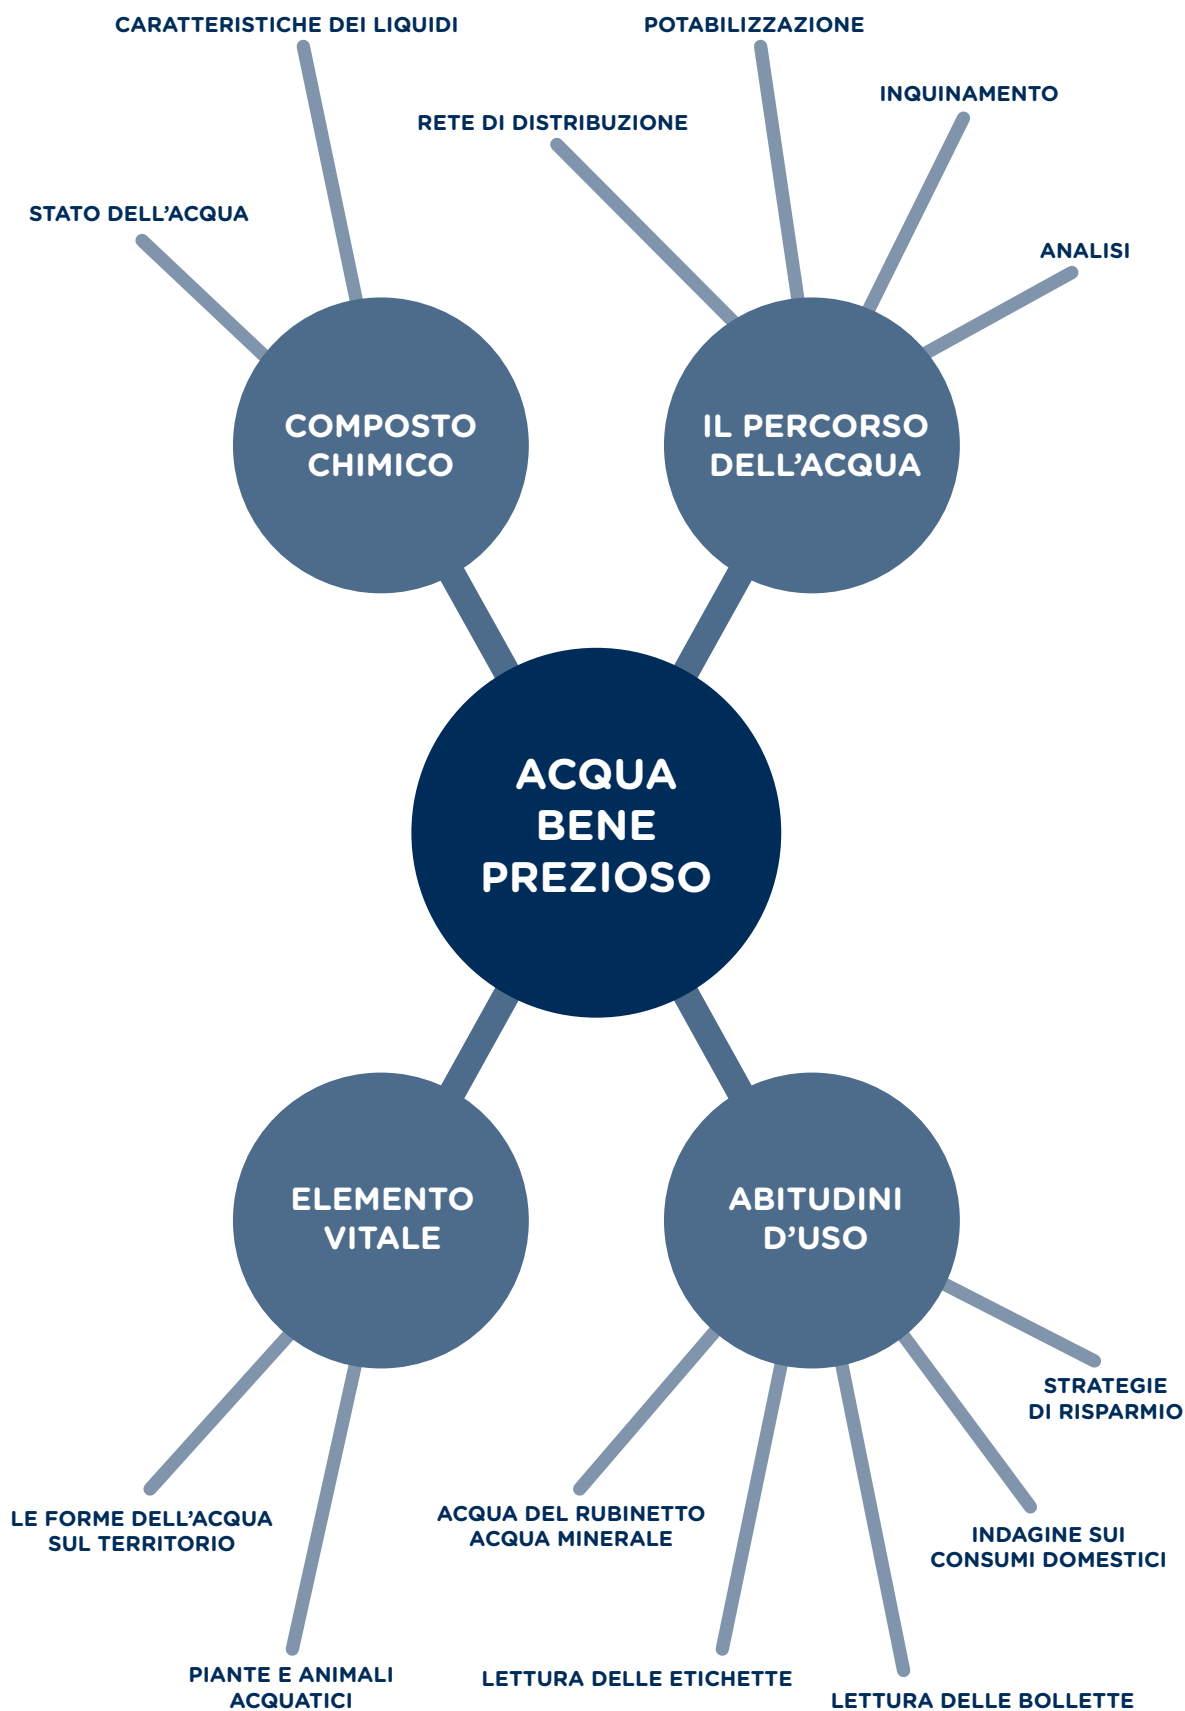 CARATTERISTICHE DEI LIQUIDI
POTABILIZZAZIONE
INQUINAMENTO
RETE DI DISTRIBUZIONE
STATO DELL’ACQUA
ANALISI
COMPOSTO
CHIMICO
IL PERCORSO
DELL’ACQUA
ACQUA
BENE
PREZIOSO
ELEMENTO
VITALE
ABITUDINI
D’USO
STRATEGIE
DI RISPARMIO
LE FORME DELL’ACQUA
SUL TERRITORIO
ACQUA DEL RUBINETTO
ACQUA MINERALE
INDAGINE SUI
CONSUMI DOMESTICI
PIANTE E ANIMALI
ACQUATICI
LETTURA DELLE ETICHETTE
LETTURA DELLE BOLLETTE